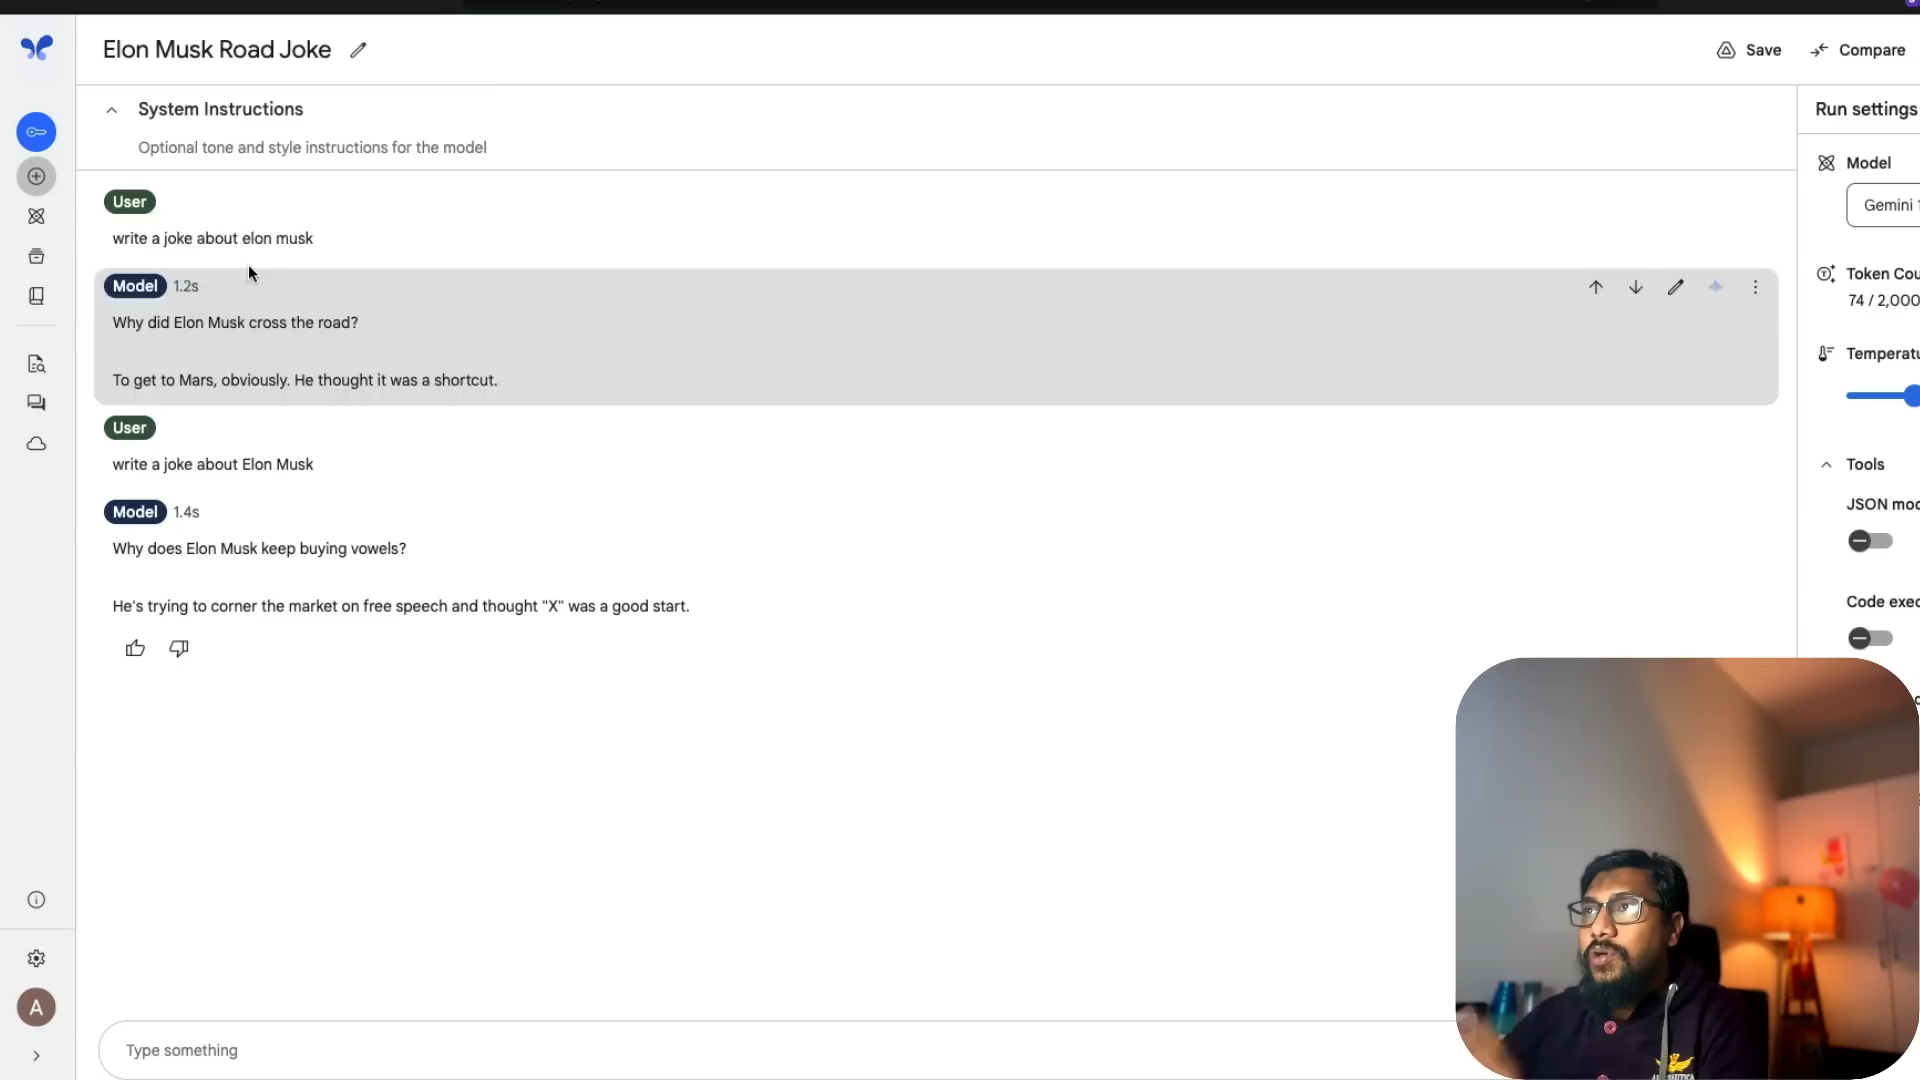 Elon Musk Road Joke
Save
Compare
System Instructions
Optional tone and style instructions for the model
Run settings
User
write a joke about elon musk
Model 1.2s
Why did Elon Musk cross the road?
To get to Mars, obviously. He thought it was a shortcut.
User
write a joke about Elon Musk
Model 1.4s
Why does Elon Musk keep buying vowels?
He's trying to corner the market on free speech and thought "X" was a good start.
Model
Gemini
Token Cou
74 / 2,000
Temperatu
Tools
JSON mod
Code exec
A
Type something